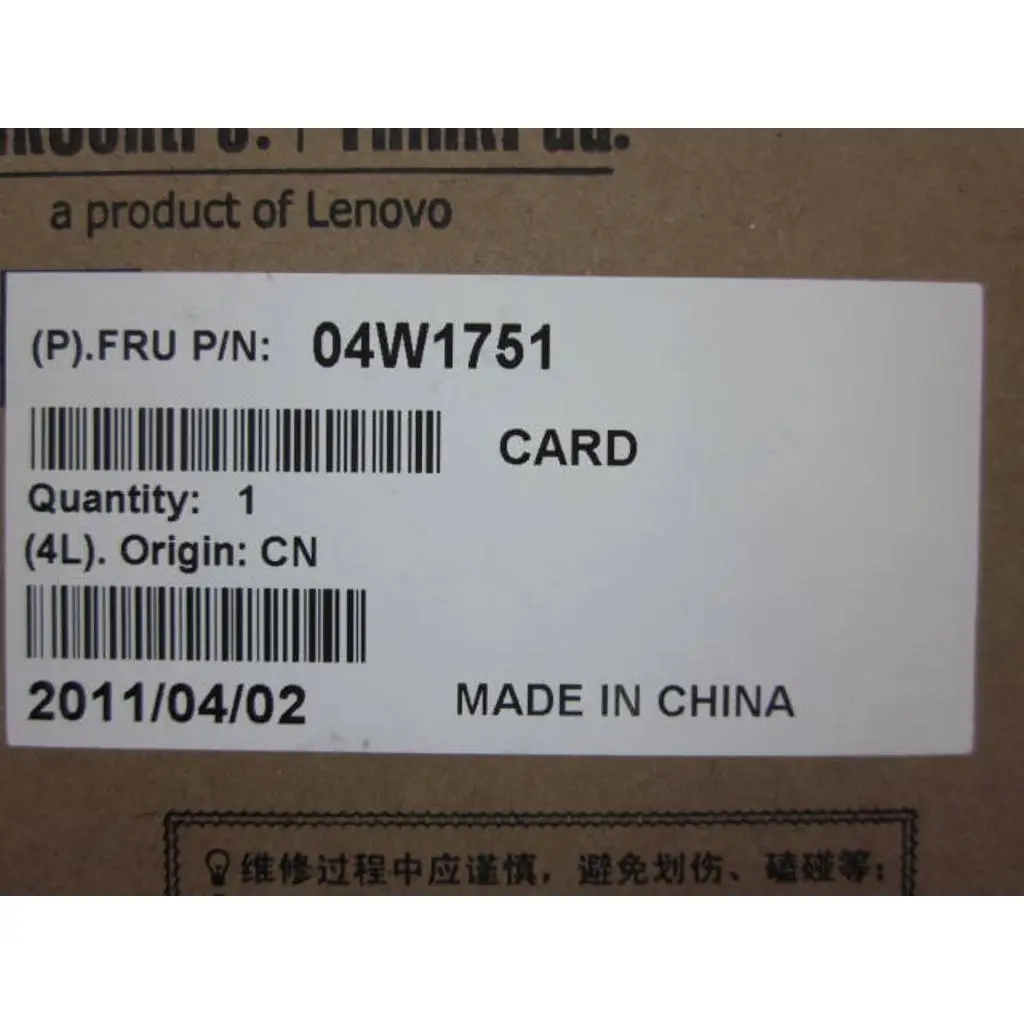 a product of Lenovo
(P).FRU P/N: 04W1751
CARD
Quantity: 1
(4L). Origin: CN
2011/04/02 MADE IN CHINA
维修过程中应谨慎，避免划伤、磕碰等；